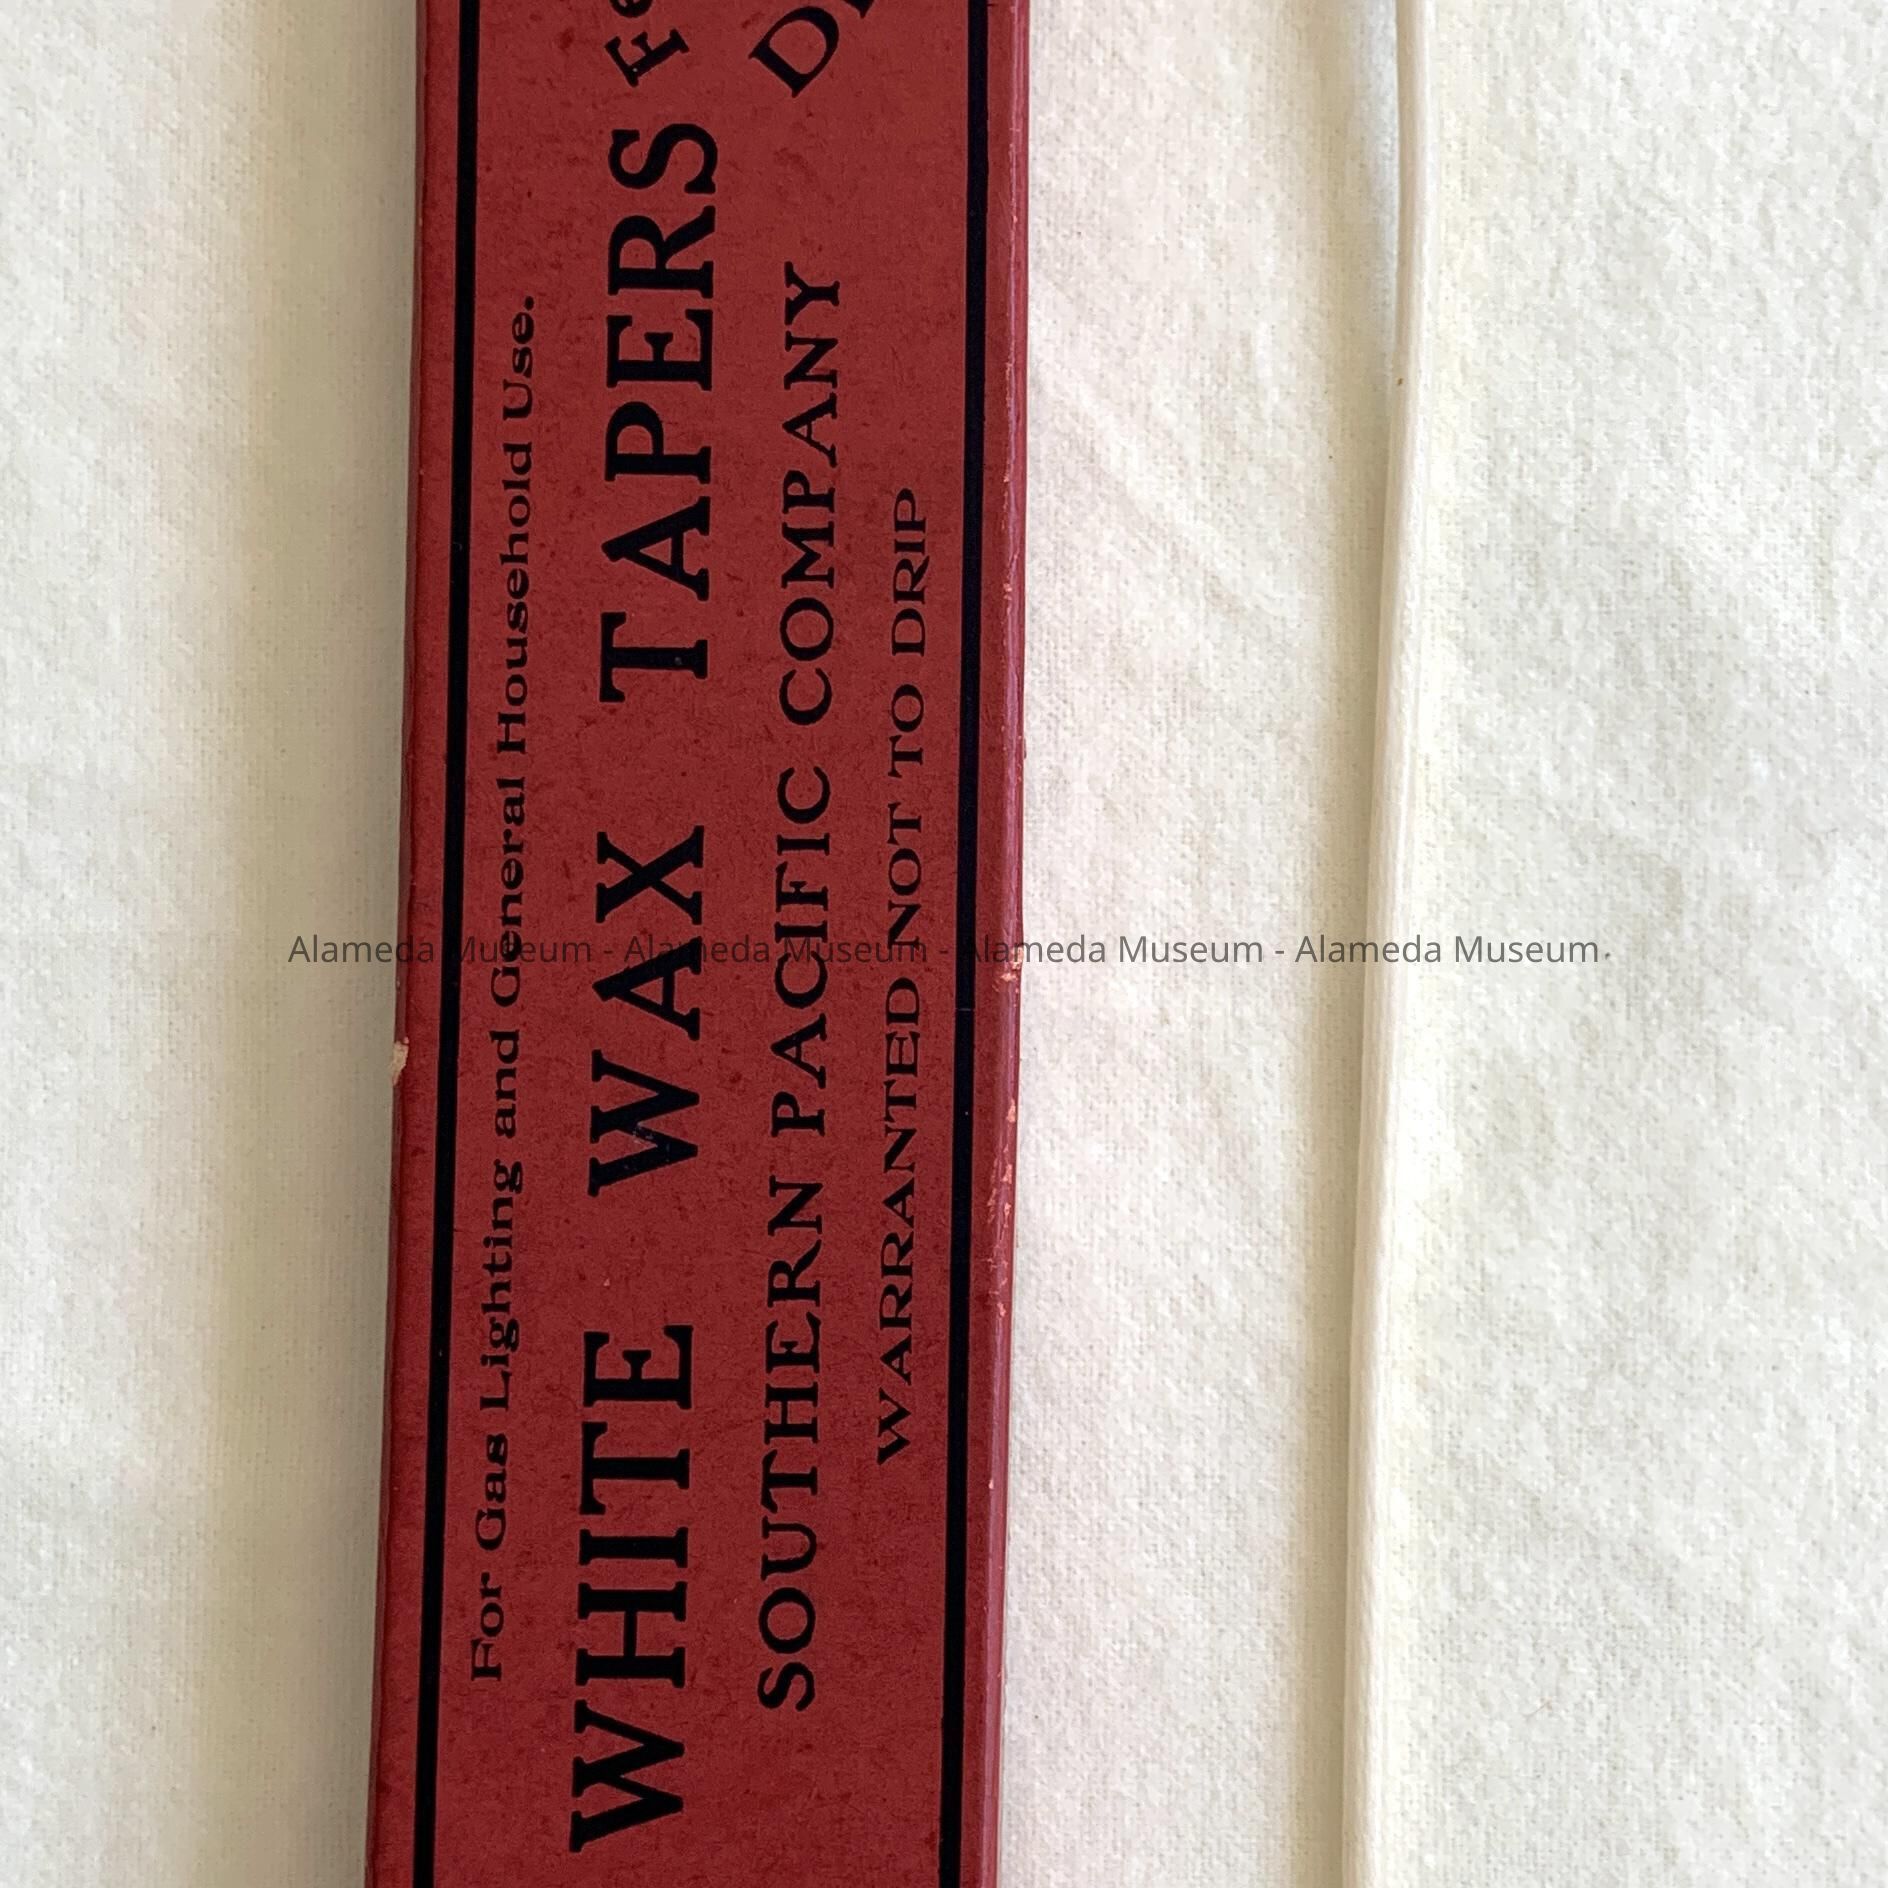 For Gas Lighting and General Household Use.
WHITE WAX TAPERS
SOUTHERN PACIFIC COMPANY
WARRANTED NOT TO DRIP
Alameda Museum - Alameda Museum - Alameda Museum - Alameda Museum